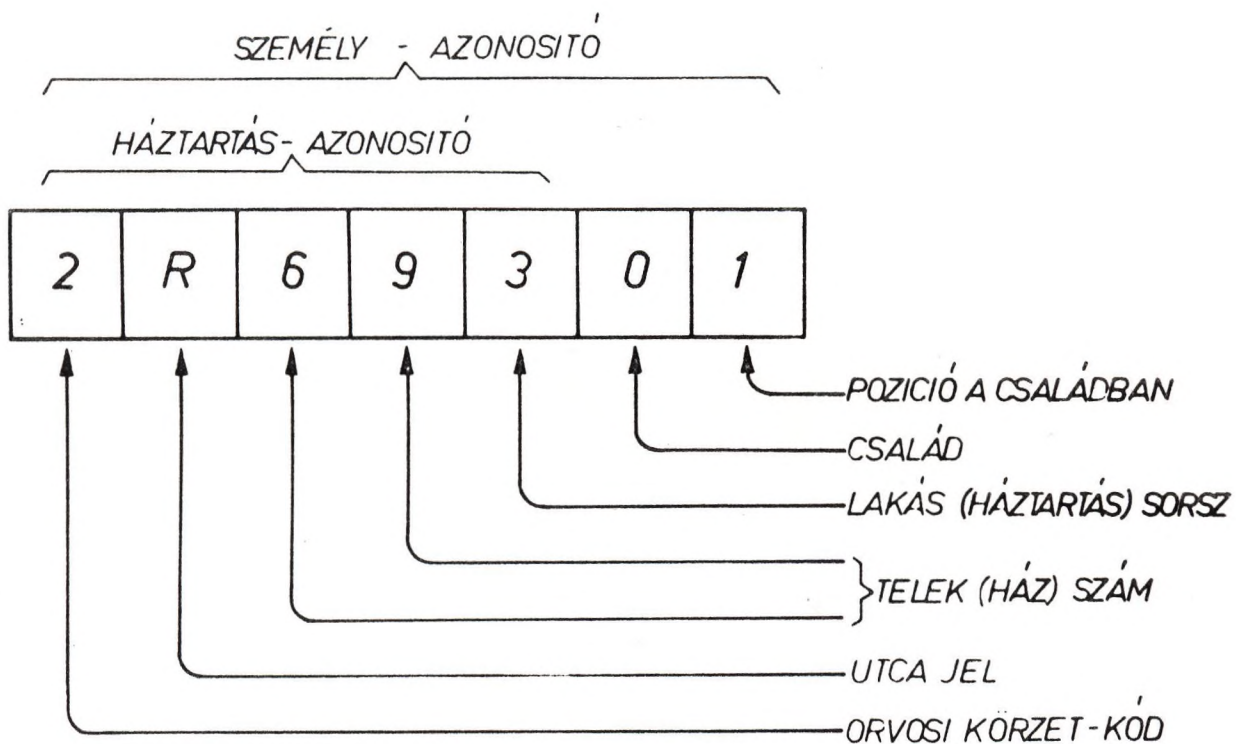 SZEMÉLY - AZONOSITÓ
HÁZTARTÁS- AZONOSITÓ
2 R 6 9 3 0 1
POZICIÓ A CSALÁDBAN
CSALÁD
LAKÁS (HÁZTARTÁS) SORSZ
TELEK (HÁZ) SZÁM
UTCA JEL
ORVOSI KÖRZET-KÓD